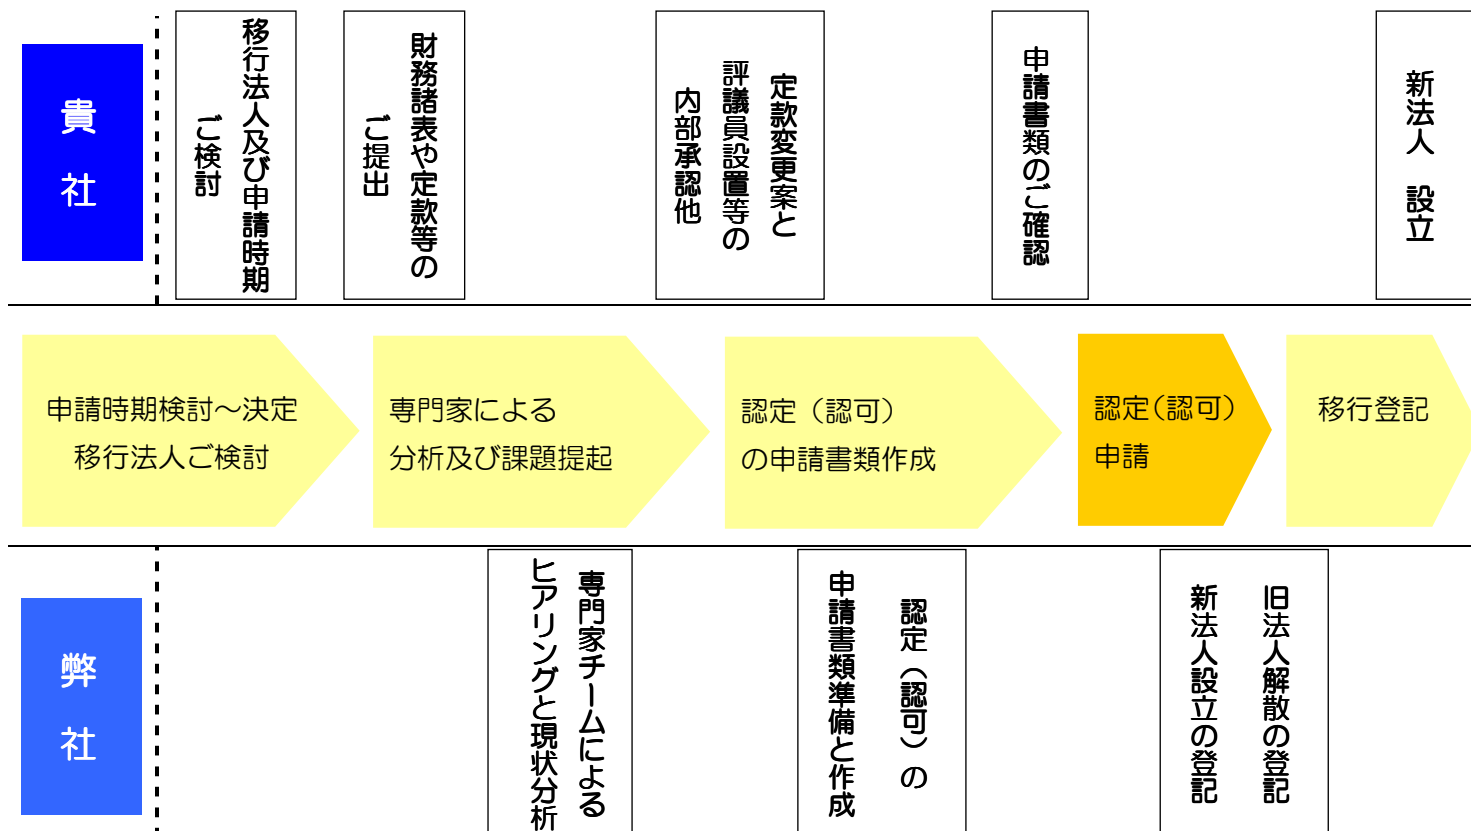 貴社
移行法人及び申請時期
ご検討
財務諸表や定款等の
ご提出
定款変更案と
評議員設置等の
内部承認他
申請書類のご確認
新法人 設立
申請時期検討～決定
移行法人ご検討
専門家による
分析及び課題提起
認定（認可）
の申請書類作成
認定（認可）
申請
移行登記
弊社
専門家チームによる
ヒアリングと現状分析
認定（認可）の
申請書類準備と作成
旧法人解散の登記
新法人設立の登記